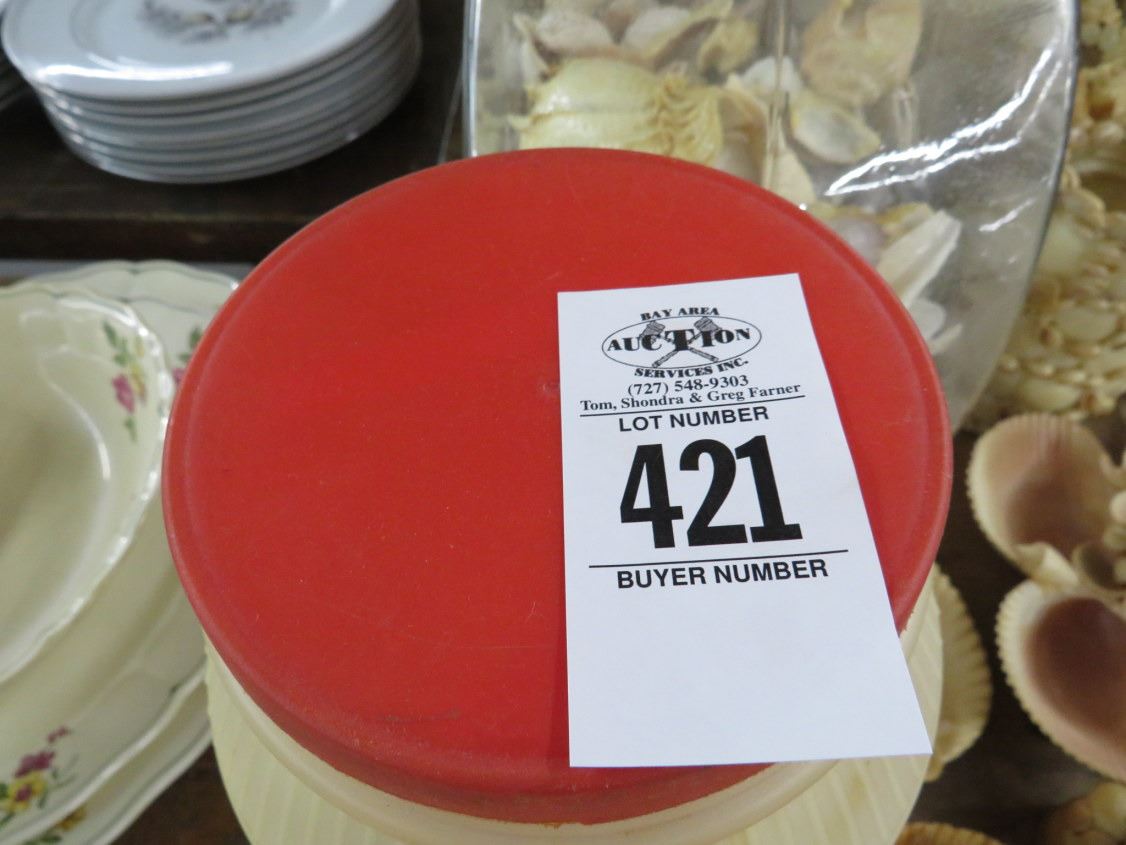 BAY AREA
AUCTION
SERVICES INC.
(727) 548-9303
Tom, Shondra & Greg Farner
LOT NUMBER
421
BUYER NUMBER